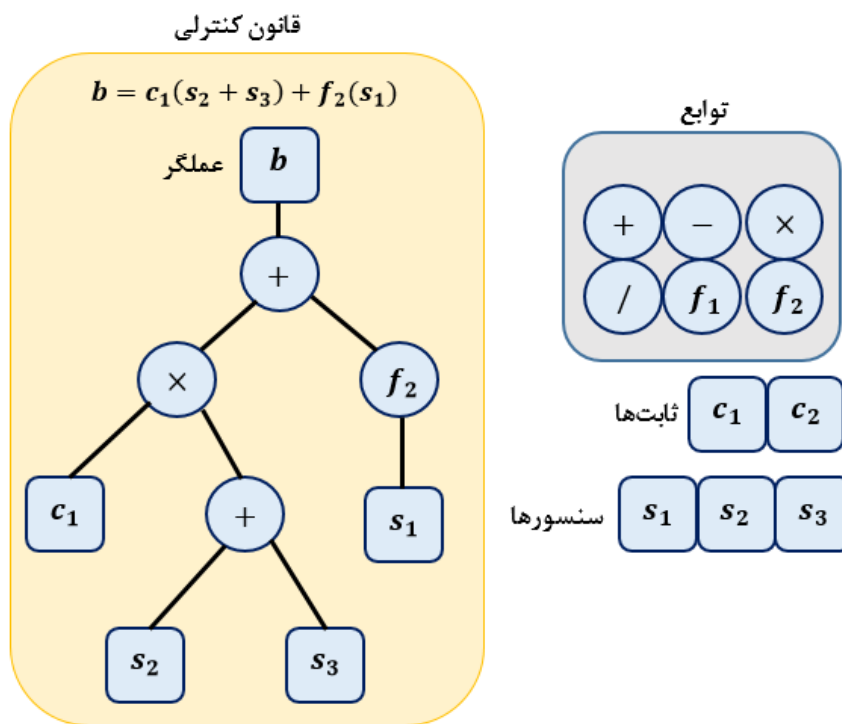 قانون کنترلی
b = c₁(s₂ + s₃) + f₂(s₁)
عملگر
b
+
×
f₂
c₁
+
s₁
s₂
s₃
توابع
+ − ×
/ f₁ f₂
ثابت‌ها
c₁ c₂
سنسورها
s₁ s₂ s₃